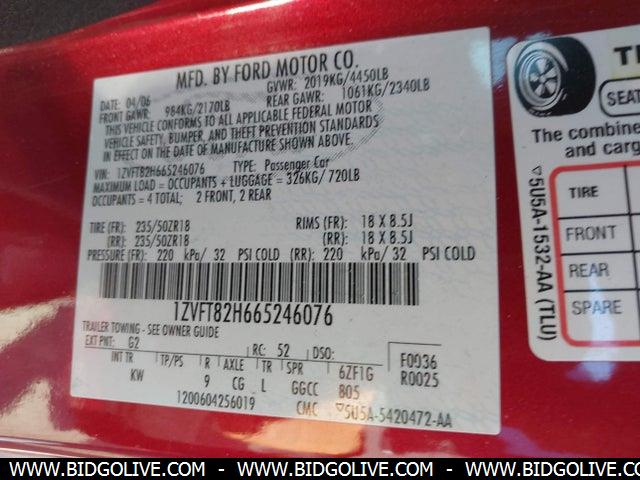 MFD. BY FORD MOTOR CO.
DATE: 04/06 GVWR: 2019KG/4450LB
FRONT GAWR: 984KG/2170LB REAR GAWR: 1061KG/2340LB
THIS VEHICLE CONFORMS TO ALL APPLICABLE FEDERAL MOTOR
VEHICLE SAFETY, BUMPER, AND THEFT PREVENTION STANDARDS
IN EFFECT ON THE DATE OF MANUFACTURE SHOWN ABOVE.
VIN: 1ZVFT82H665246076 TYPE: Passenger Car
MAXIMUM LOAD = OCCUPANTS + LUGGAGE = 326KG/ 720LB
OCCUPANTS = 4 TOTAL; 2 FRONT, 2 REAR
TIRE (FR): 235/50ZR18 RIMS (FR): 18 X 8.5J
(RR): 235/50ZR18 (RR): 18 X 8.5J
PRESSURE (FR): 220 kPa/ 32 PSI COLD (RR): 220 kPa/ 32 PSI COLD
1ZVFT82H665246076
TRAILER TOWING - SEE OWNER GUIDE
EXT PNT: G2 RC: 52 DSO: F0036
INT TR TP/PS R AXLE TR SPR 6ZF1G R0025
KW 9 CG L GGCC 805
1200604256019 CMC ▽5U5A-5420472-AA
TI
SEAT
The combine
and carg
TIRE
FRONT
REAR
SPARE
▽5U5A-1532-AA (TLU)
WWW.BIDGOLIVE.COM - WWW.BIDGOLIVE.COM - WWW.BIDGOLIVE.COM